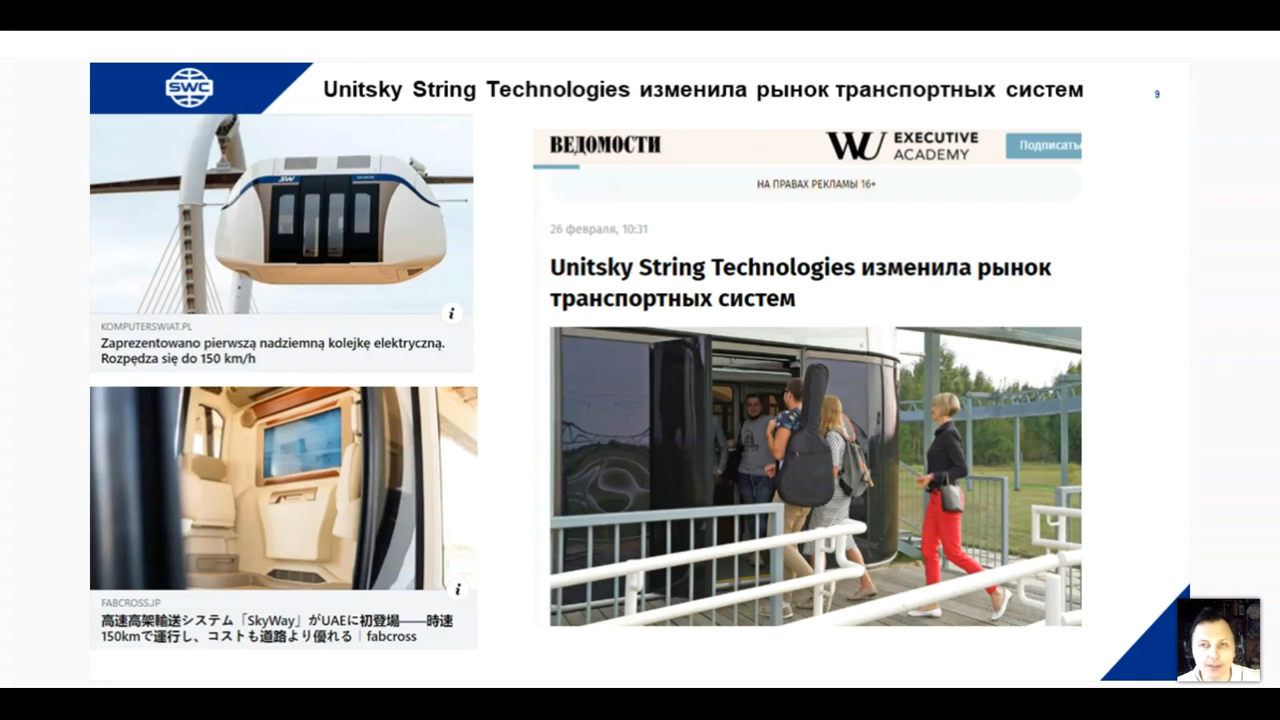 SWC
Unitsky String Technologies изменила рынок транспортных систем
9
KOMPUTERSWIAT.PL
Zaprezentowano pierwszą nadziemną kolejkę elektryczną.
Rozpędza się do 150 km/h
FABCROSS.JP
高速高架輸送システム「SkyWay」がUAEに初登場――時速
150kmで運行し、コストも道路より優れる | fabcross
ВЕДОМОСТИ
WU EXECUTIVE
ACADEMY
Подписать
НА ПРАВАХ РЕКЛАМЫ 16+
26 февраля, 10:31
Unitsky String Technologies изменила рынок
транспортных систем